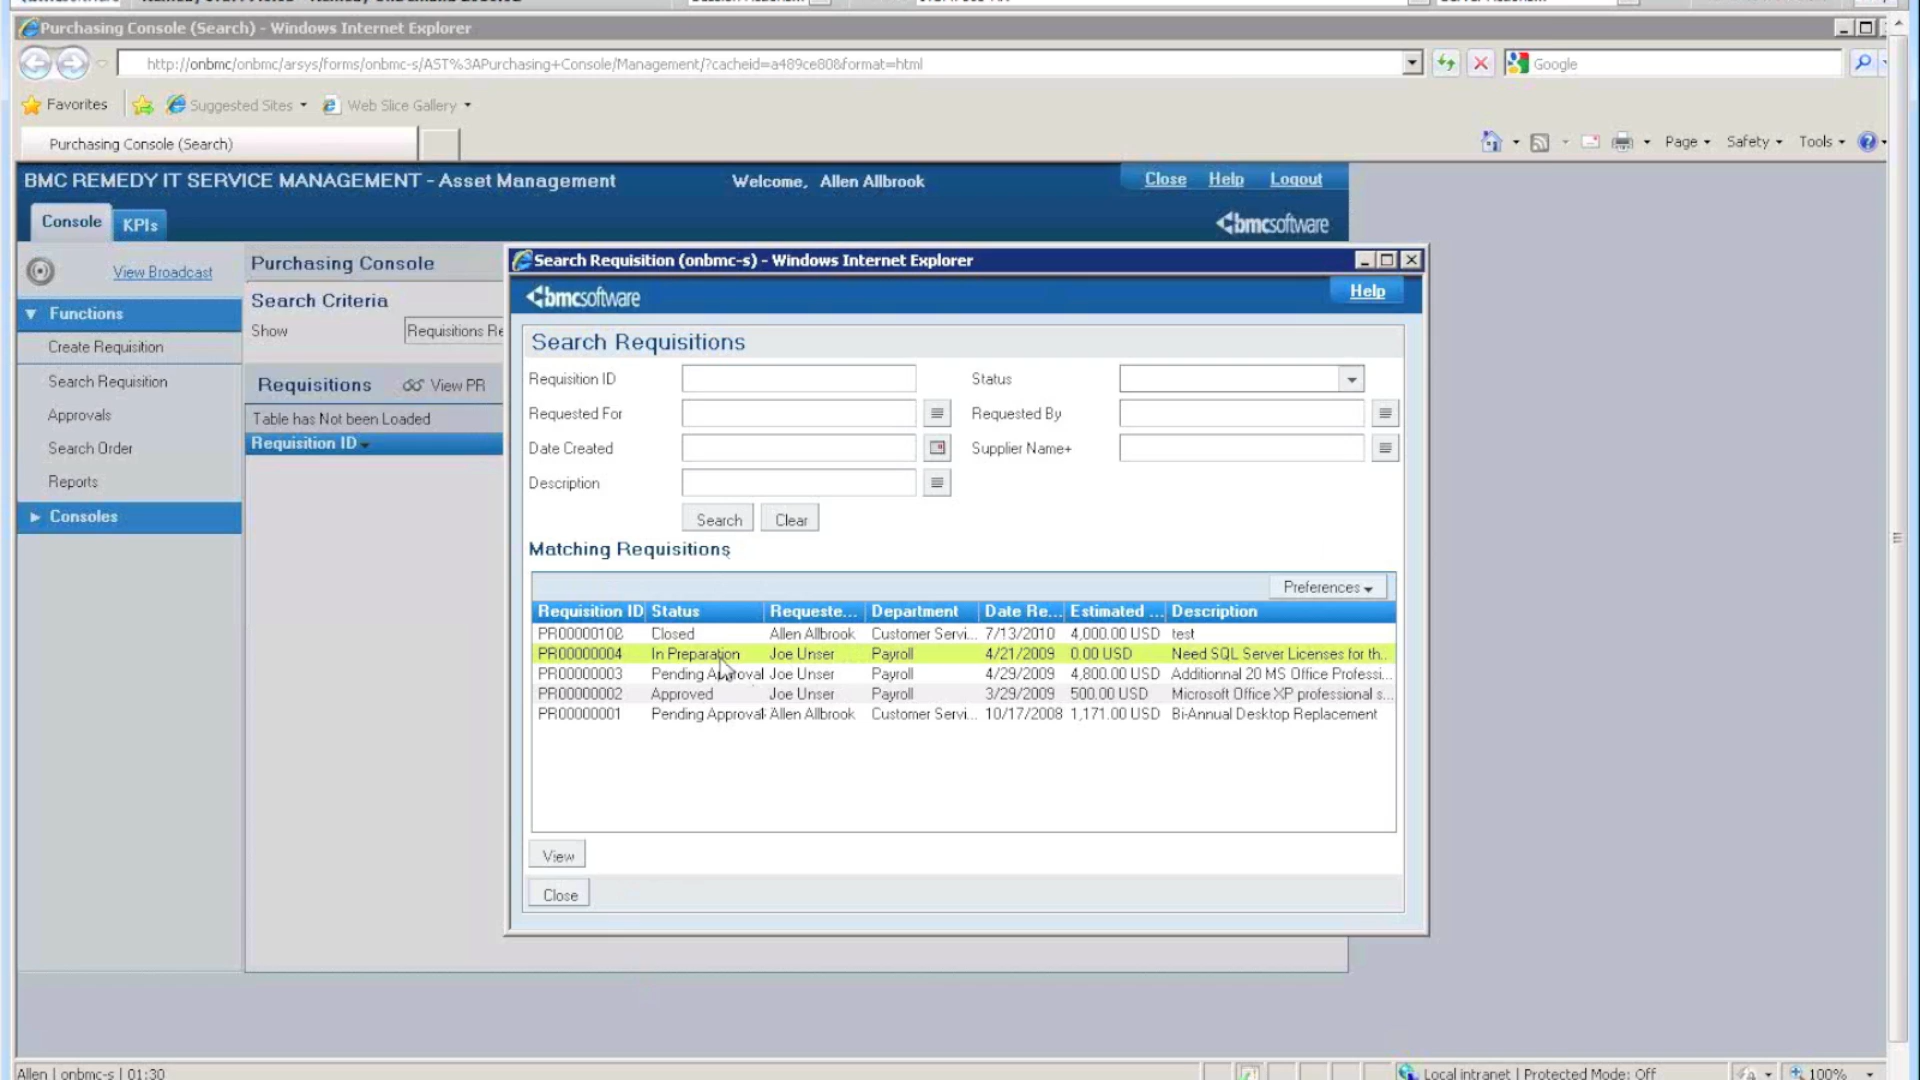 Purchasing Console (Search) - Windows Internet Explorer
http://onbmc/onbmc/arsys/forms/onbmc-s/AST%3APurchasing+Console/Management/?cacheid=a489ce80&format=html
Google
Favorites
Suggested Sites
Web Slice Gallery
Purchasing Console (Search)
Page
Safety
Tools
BMC REMEDY IT SERVICE MANAGEMENT - Asset Management
Welcome, Allen Allbrook
Close
Help
Logout
Console
KPIs
bmcsoftware
View Broadcast
Functions
Create Requisition
Search Requisition
Approvals
Search Order
Reports
Consoles
Purchasing Console
Search Criteria
Show
Requisitions Re
Requisitions
View PR
Table has Not been Loaded
Requisition ID
Search Requisition (onbmc-s) - Windows Internet Explorer
bmcsoftware
Help
Search Requisitions
Requisition ID
Status
Requested For
Requested By
Date Created
Supplier Name+
Description
Search
Clear
Matching Requisitions
Preferences
Requisition ID Status Requeste... Department Date Re... Estimated ... Description
Closed Allen Allbrook Customer Servi... 7/13/2010 4,000.00 USD test
PR00000004 In Preparation Joe Unser Payroll 4/21/2009 0.00 USD Need SQL Server Licenses for th..
PR00000003 Pending Approval Joe Unser Payroll 4/29/2009 4,800.00 USD Additionnal 20 MS Office Professi...
PR00000002 Approved Joe Unser Payroll 3/29/2009 500.00 USD Microsoft Office XP professional s...
PR00000001 Pending Approval Allen Allbrook Customer Servi... 10/17/2008 1,171.00 USD Bi-Annual Desktop Replacement
View
Close
Allen | onbmc-s | 01:30
Local intranet | Protected Mode: Off
100%